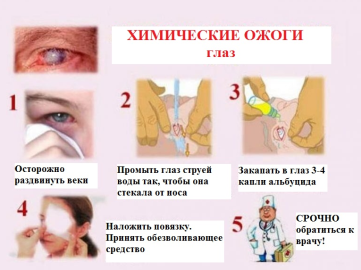 ХИМИЧЕСКИЕ ОЖОГИ
глаз
1
2
3
Осторожно
раздвинуть веки
Промыть глаз струей
воды так, чтобы она
стекала от носа
Закапать в глаз 3-4
капли альбуцида
4
Наложить повязку.
Принять обезволивающее
средство
5
СРОЧНО
обратиться к
врачу!